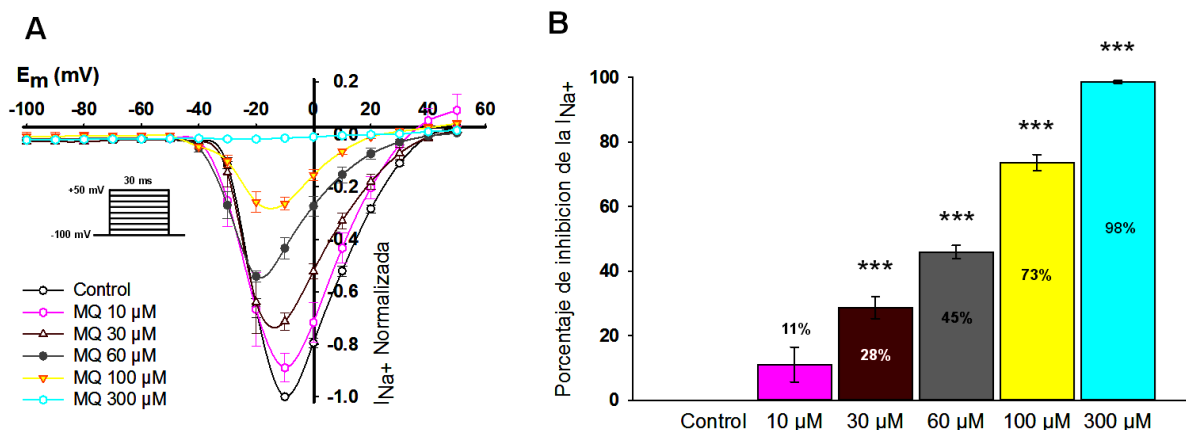 A
E_m (mV)
-100 -80 -60 -40 -20 0 20 40 60
0.2
0.0
-0.2
-0.4
-0.6
-0.8
-1.0
I_Na+ Normalizada
30 ms
+50 mV
-100 mV
Control
MQ 10 µM
MQ 30 µM
MQ 60 µM
MQ 100 µM
MQ 300 µM
B
Porcentaje de inhibicion de la I_Na+
100
80
60
40
20
0
11%
***
28%
***
45%
***
73%
***
98%
Control 10 µM 30 µM 60 µM 100 µM 300 µM